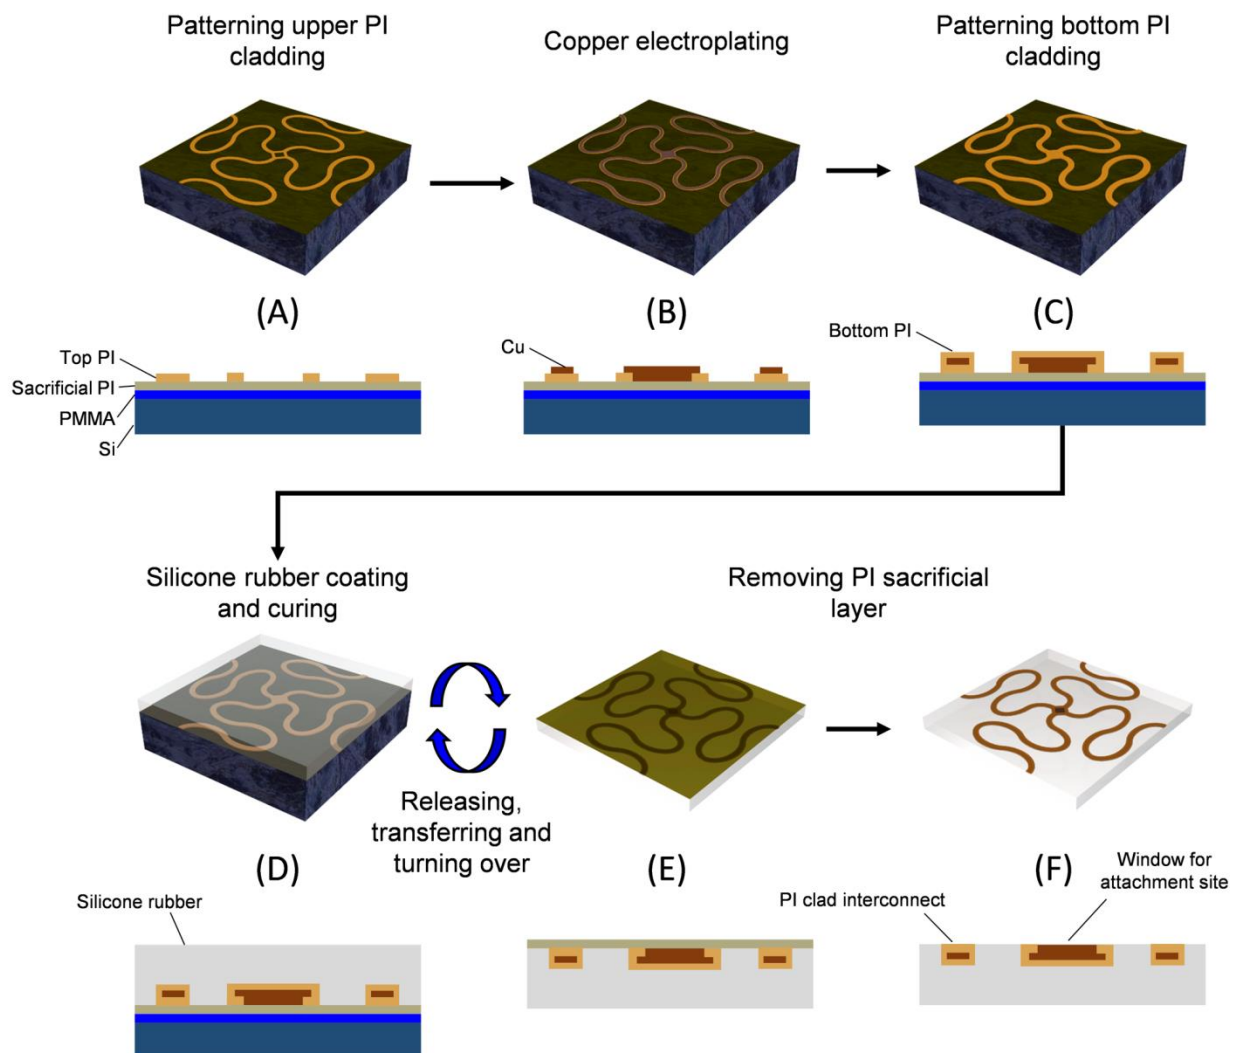 Patterning upper PI
cladding
Copper electroplating
Patterning bottom PI
cladding
(A)
(B)
(C)
Top PI
Sacrificial PI
PMMA
Si
Cu
Bottom PI
Silicone rubber coating
and curing
Removing PI sacrificial
layer
Releasing,
transferring and
turning over
(D)
(E)
(F)
Silicone rubber
PI clad interconnect
Window for
attachment site